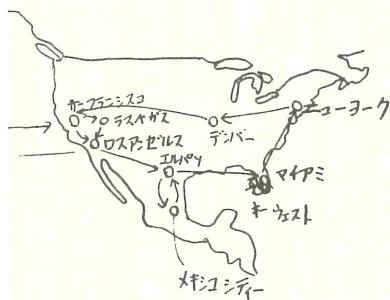 サンフランシスコ
ラスベガス
ロスアンゼルス
デンバー
ニューヨーク
エルパソ
マイアミ
キーウェスト
メキシコシティー